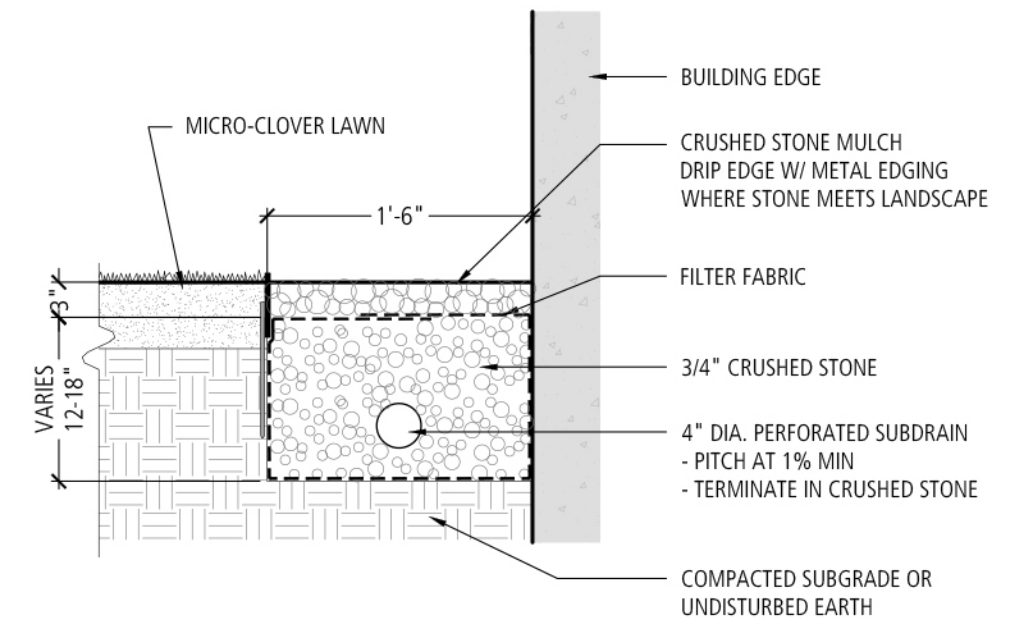 BUILDING EDGE
MICRO-CLOVER LAWN
CRUSHED STONE MULCH
DRIP EDGE W/ METAL EDGING
WHERE STONE MEETS LANDSCAPE
1'-6"
FILTER FABRIC
3"
3/4" CRUSHED STONE
VARIES
12-18"
4" DIA. PERFORATED SUBDRAIN
- PITCH AT 1% MIN
- TERMINATE IN CRUSHED STONE
COMPACTED SUBGRADE OR
UNDISTURBED EARTH